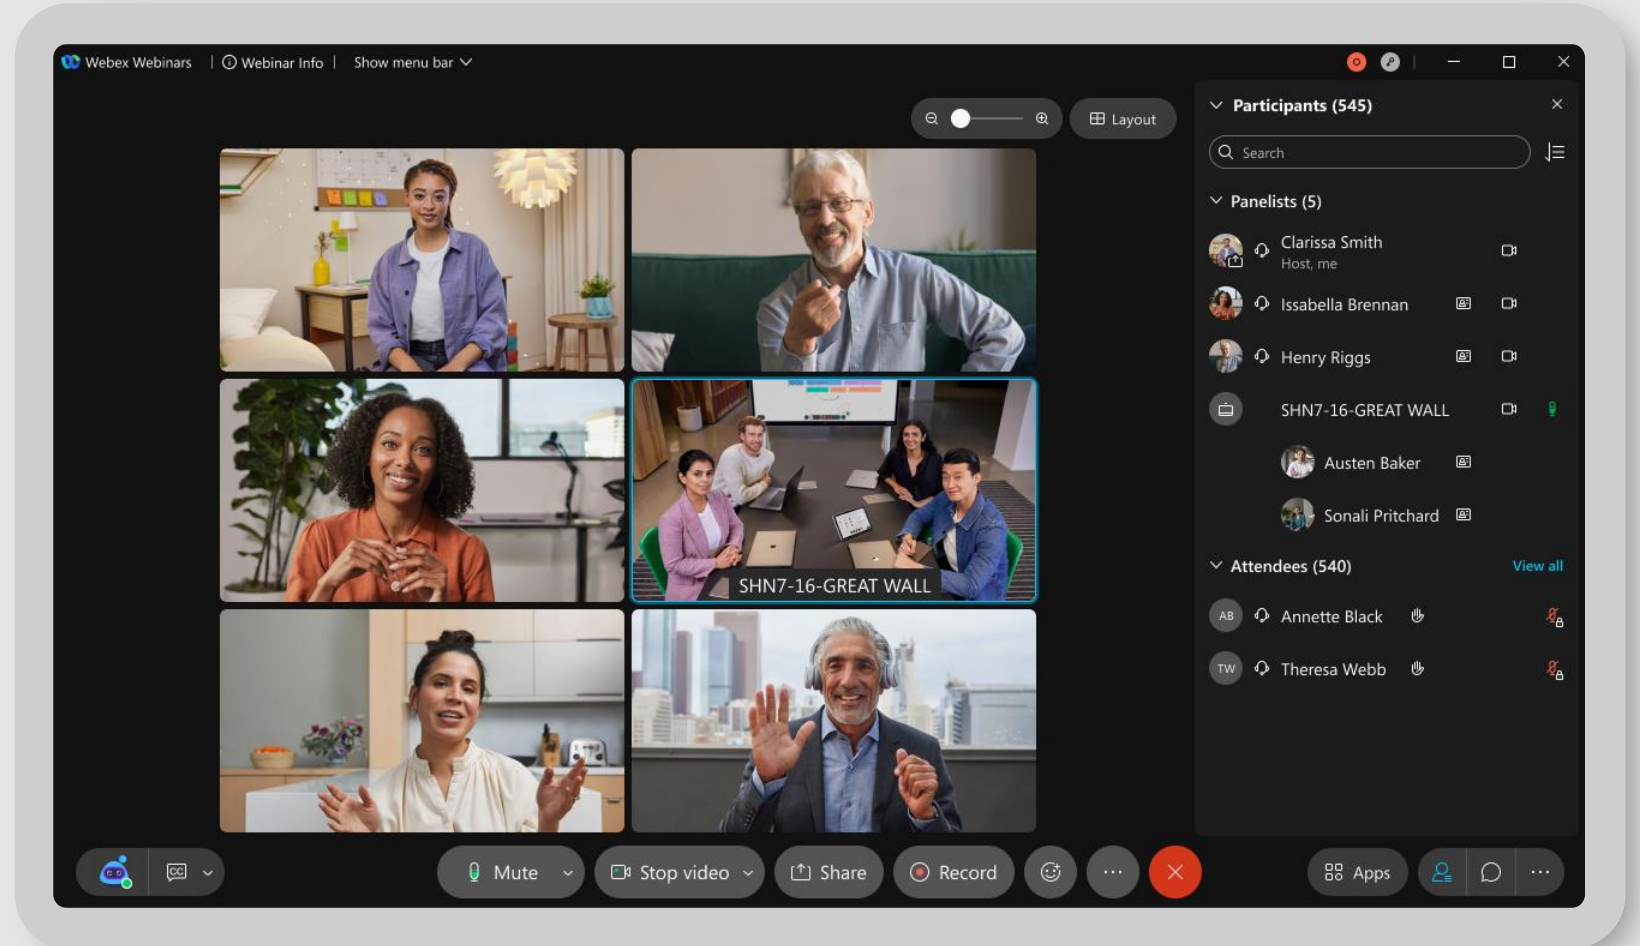 Webex Webinars
Webinar Info
Show menu bar
Layout
SHN7-16-GREAT WALL
Participants (545)
Search
Panelists (5)
Clarissa Smith
Host, me
Issabella Brennan
Henry Riggs
SHN7-16-GREAT WALL
Austen Baker
Sonali Pritchard
Attendees (540) View all
AB Annette Black
TW Theresa Webb
CC
Mute
Stop video
Share
Record
Apps